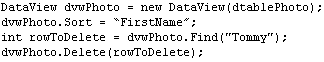 DataView dvwPhoto = new DataView(dtablePhoto);
dvwPhoto.Sort = “FirstName”;
int rowToDelete = dvwPhoto.Find("Tommy");
dvwPhoto.Delete(rowToDelete);